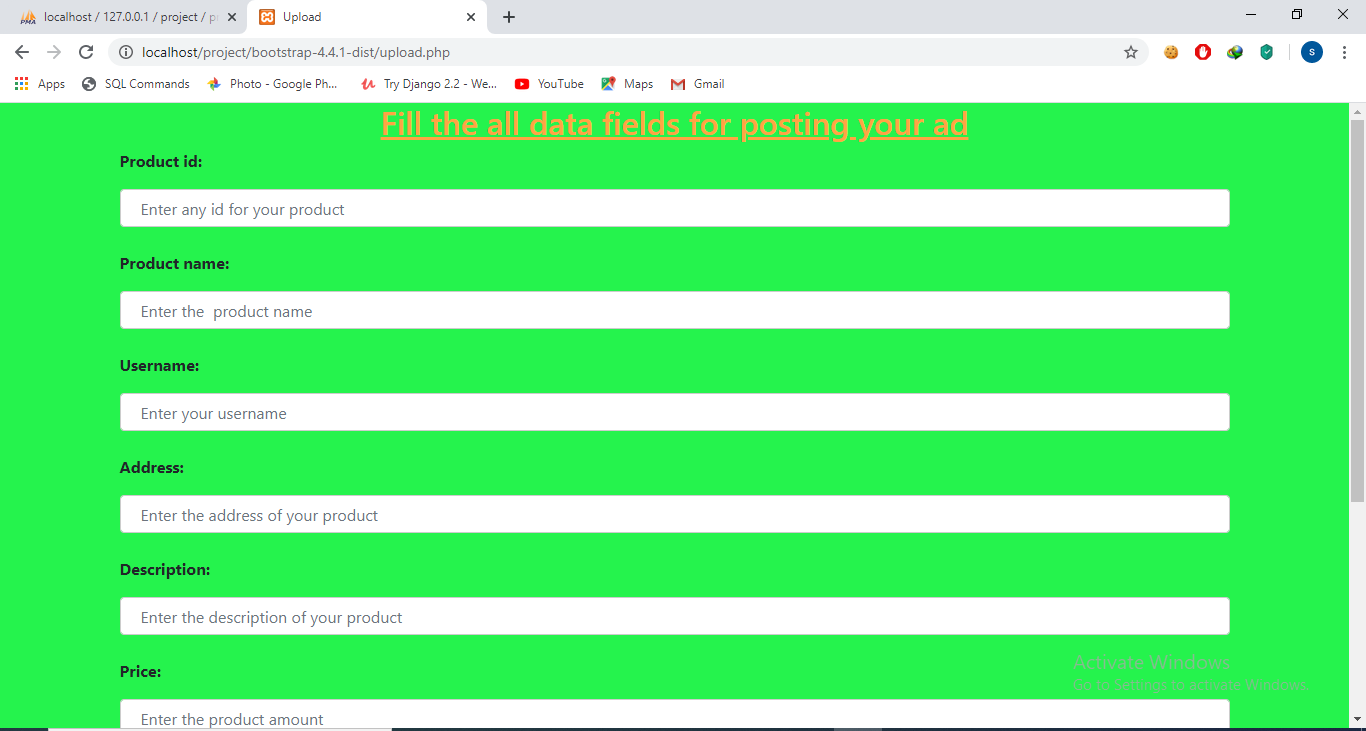 localhost / 127.0.0.1 / project / p
Upload
localhost/project/bootstrap-4.4.1-dist/upload.php
S
Apps
SQL Commands
Photo - Google Ph...
Try Django 2.2 - We...
YouTube
Maps
Gmail
Fill the all data fields for posting your ad
Product id:
Enter any id for your product
Product name:
Enter the  product name
Username:
Enter your username
Address:
Enter the address of your product
Description:
Enter the description of your product
Price:
Enter the product amount
Activate Windows
Go to Settings to activate Windows.